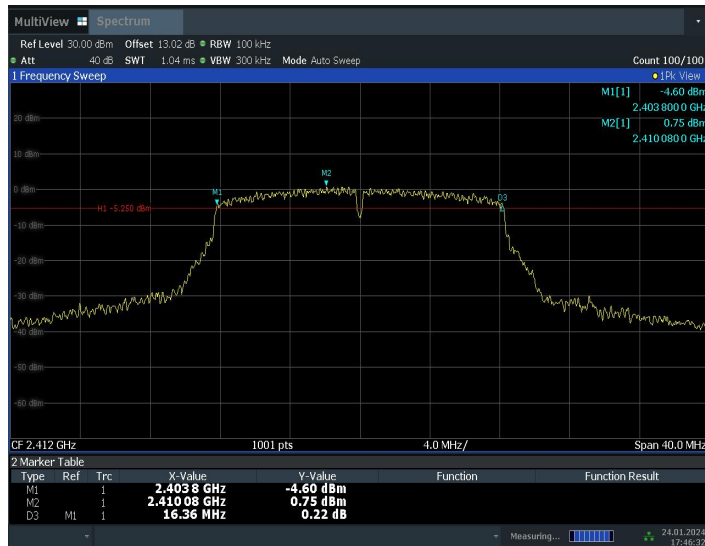 MultiView Spectrum
Ref Level 30.00 dBm Offset 13.02 dB RBW 100 kHz
Att 40 dB SWT 1.04 ms VBW 300 kHz Mode Auto Sweep Count 100/100
1 Frequency Sweep 1Pk View
M1[1] -4.60 dBm
2.403 800 0 GHz
M2[1] 0.75 dBm
2.410 080 0 GHz
20 dBm
10 dBm
M2
0 dBm
M1 D3
H1 -5.250 dBm
-10 dBm
-20 dBm
-30 dBm
-40 dBm
-50 dBm
-60 dBm
CF 2.412 GHz 1001 pts 4.0 MHz/ Span 40.0 MHz
2 Marker Table
Type Ref Trc X-Value Y-Value Function Function Result
M1 1 2.4038 GHz -4.60 dBm
M2 1 2.41008 GHz 0.75 dBm
D3 M1 1 16.36 MHz 0.22 dB
Measuring... 24.01.2024
17:46:32